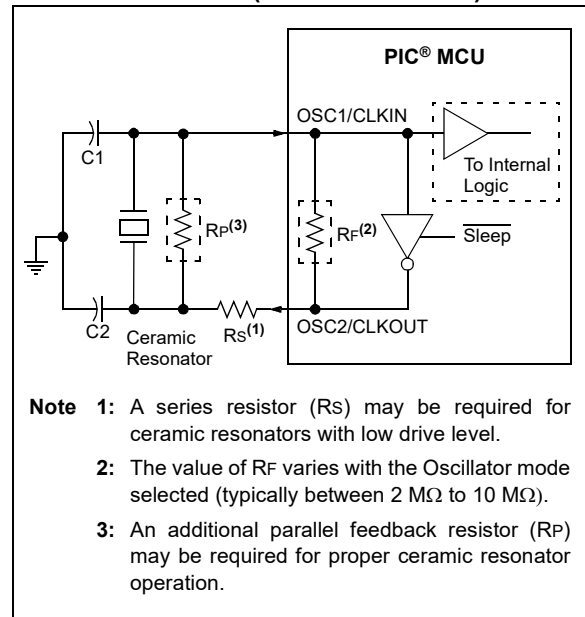 PIC® MCU
OSC1/CLKIN
C1
To Internal
Logic
RP(3)
RF(2)
Sleep
C2
Ceramic
Resonator
RS(1)
OSC2/CLKOUT
Note 1: A series resistor (RS) may be required for
ceramic resonators with low drive level.
2: The value of RF varies with the Oscillator mode
selected (typically between 2 MΩ to 10 MΩ).
3: An additional parallel feedback resistor (RP)
may be required for proper ceramic resonator
operation.